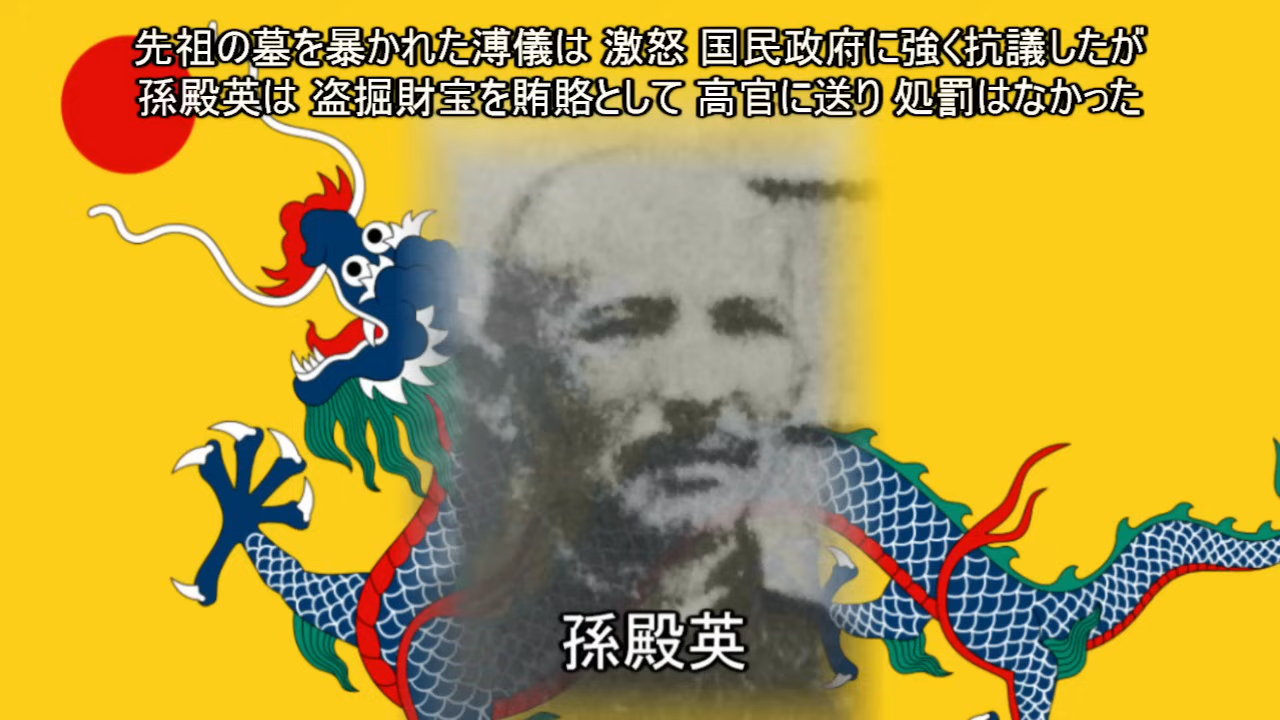 先祖の墓を暴かれた溥儀は 激怒 国民政府に強く抗議したが
孫殿英は 盗掘財宝を賄賂として 高官に送り 処罰はなかった
孫殿英